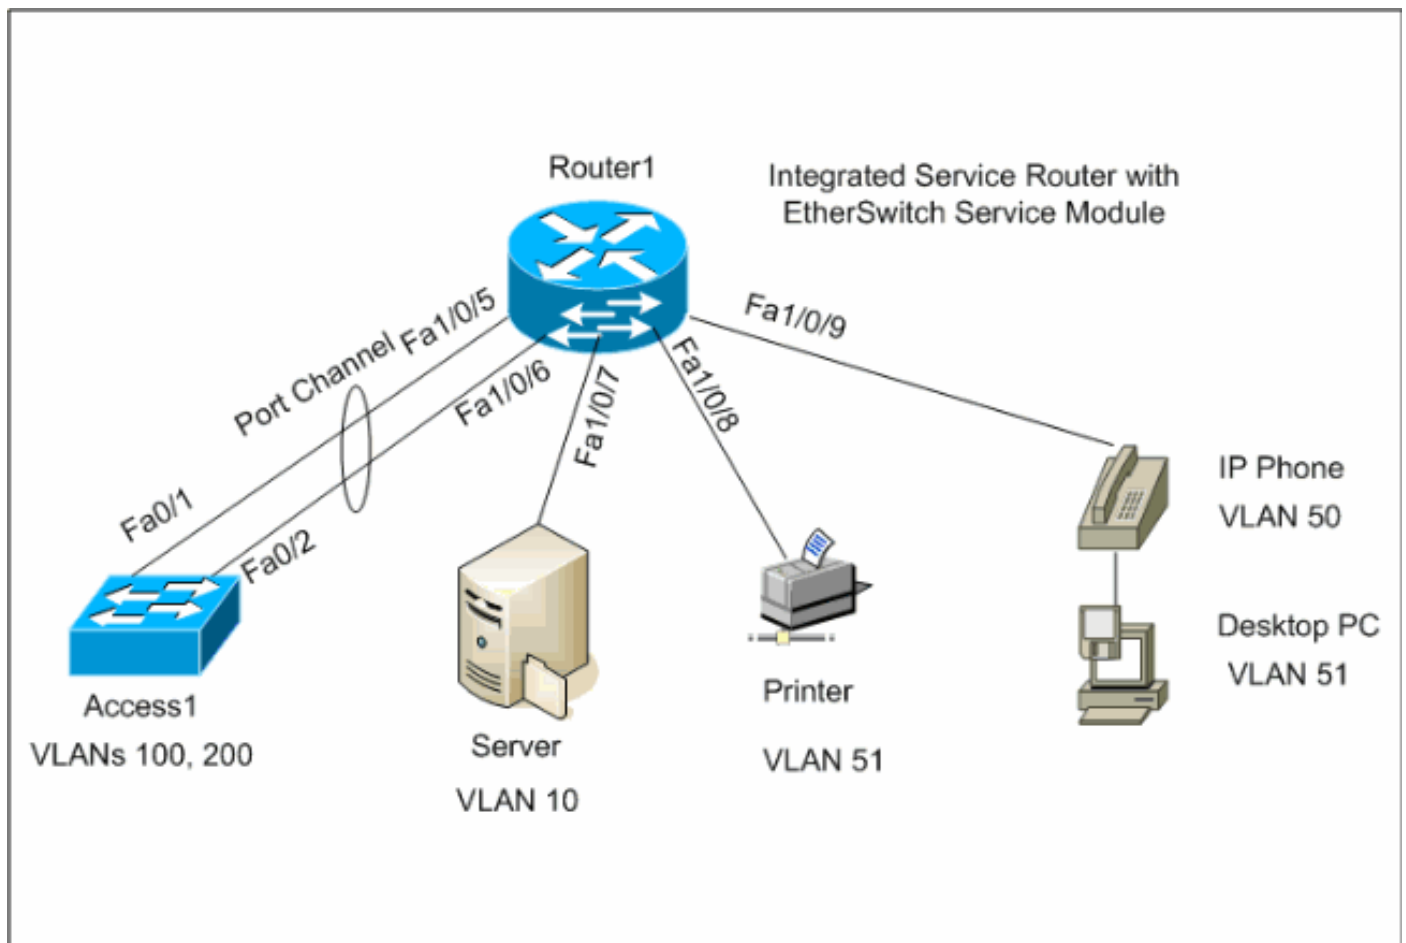 Router1
Integrated Service Router with
EtherSwitch Service Module
Port Channel
Fa1/0/5
Fa1/0/6
Fa1/0/7
Fa1/0/8
Fa1/0/9
Fa0/1
Fa0/2
IP Phone
VLAN 50
Desktop PC
VLAN 51
Access1
VLANs 100, 200
Server
VLAN 10
Printer
VLAN 51